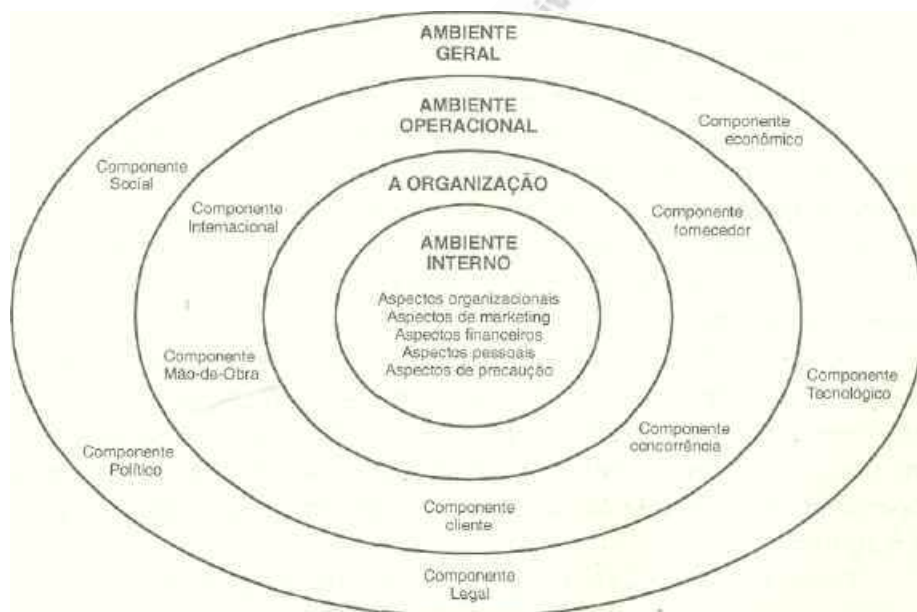 AMBIENTE
GERAL
AMBIENTE
OPERACIONAL
Componente
econômico
Componente
Social
A ORGANIZAÇÃO
Componente
Internacional
Componente
fornecedor
AMBIENTE
INTERNO
Aspectos organizacionais
Aspectos de marketing
Aspectos financeiros
Aspectos pessoais
Aspectos de precaução
Componente
Mão-de-Obra
Componente
Tecnológico
Componente
concorrência
Componente
Político
Componente
cliente
Componente
Legal